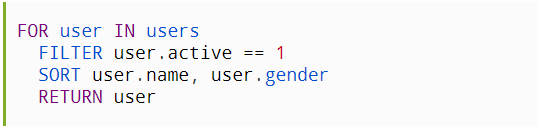 FOR user IN users
  FILTER user.active == 1
  SORT user.name, user.gender
  RETURN user